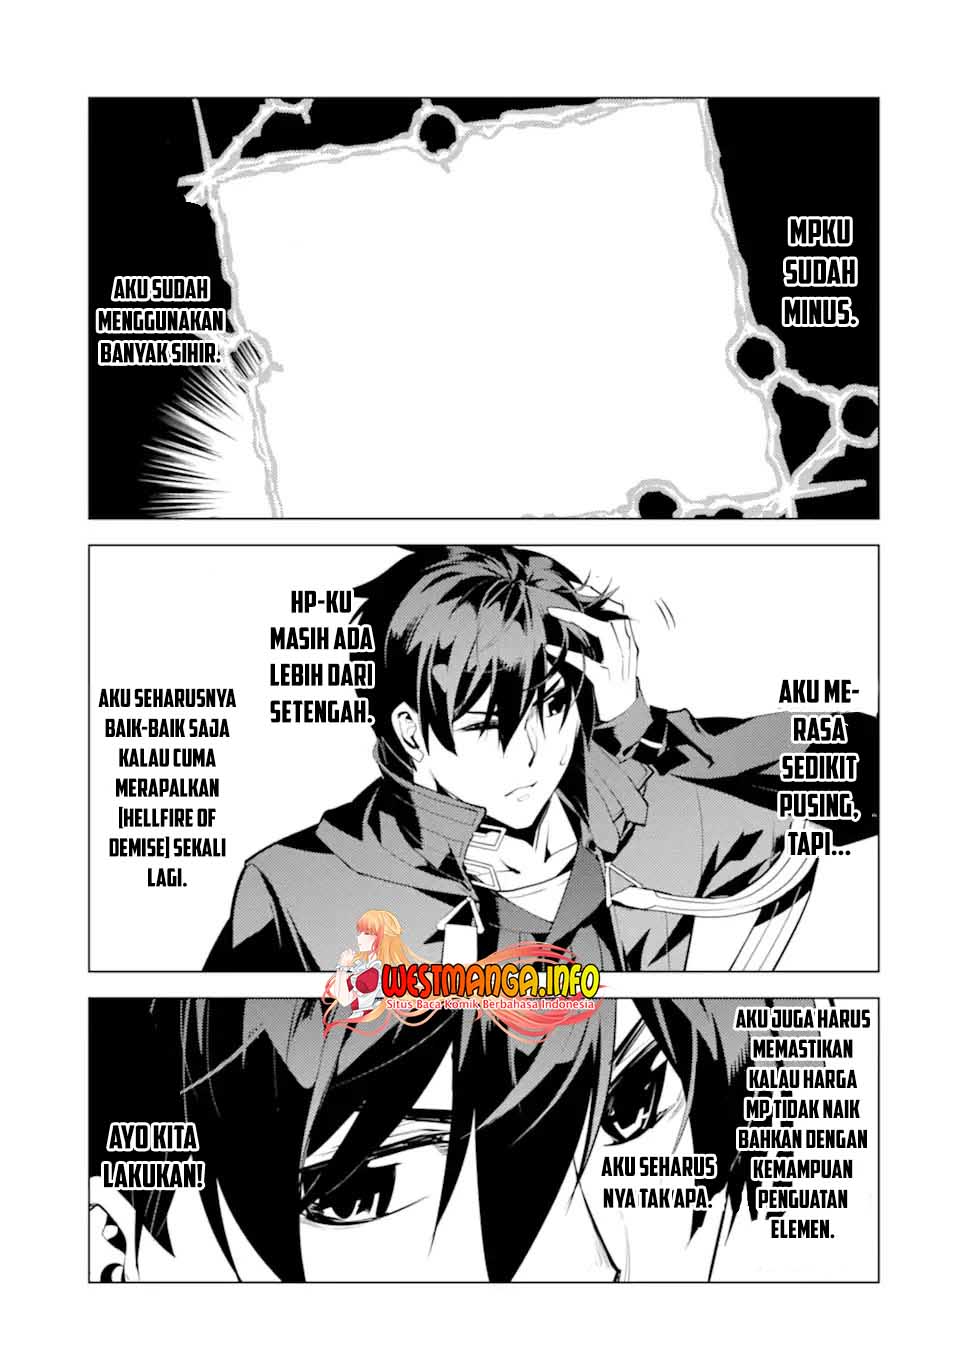 MPKU
SUDAH
MINUS.
AKU SUDAH
MENGGUNAKAN
BANYAK SIHIR.
AKU ME-
RASA
SEDIKIT
PUSING,
TAPI...
HP-KU
MASIH ADA
LEBIH DARI
SETENGAH.
AKU SEHARUSNYA
BAIK-BAIK SAJA
KALAU CUMA
MERAPALKAN
[HELLFIRE OF
DEMISE] SEKALI
LAGI.
WESTMANGA.INFO
Situs Baca Komik Berbahasa Indonesia
AKU JUGA HARUS
MEMASTIKAN
KALAU HARGA
MP TIDAK NAIK
BAHKAN DENGAN
KEMAMPUAN
PENGUATAN
ELEMEN.
AKU SEHARUS
NYA TAK APA.
AYO KITA
LAKUKAN!